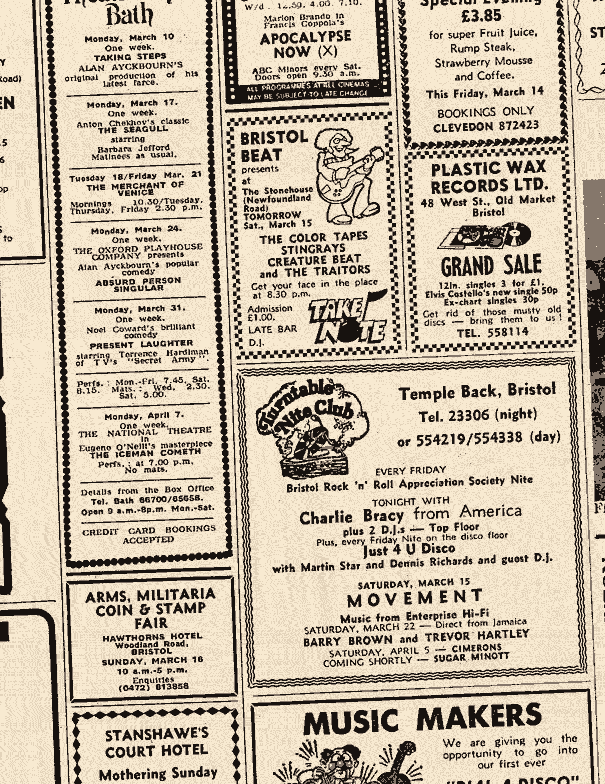 Bath
Monday, March 10
One week.
TAKING STEPS
ALAN AYCKBOURN'S
original production of his
latest farce.
Monday, March 17.
One week.
Anton Chekhov's classic
THE SEAGULL
starring
Barbara Jefford
Matinees as usual.
Tuesday 18/Friday Mar. 21
THE MERCHANT OF
VENICE
Mornings 10.30/Tuesday,
Thursday, Friday 2.30 p.m.
Monday, March 24.
One week.
THE OXFORD PLAYHOUSE
COMPANY presents
Alan Ayckbourn's popular
comedy
ABSURD PERSON
SINGULAR
Monday, March 31.
One week.
Noel Coward's brilliant
comedy
PRESENT LAUGHTER
starring Terrence Hardiman
of TV's "Secret Army".
Perfs.: Mon.-Fri. 7.45, Sat.
8.15. Mats.: Wed. 2.30.
Sat. 5.00.
Monday, April 7.
One week.
THE NATIONAL THEATRE
in
Eugene O'Neill's masterpiece
THE ICEMAN COMETH
Perfs.: at 7.00 p.m.
No mats.
Details from the Box Office
Tel. Bath 66700/65658.
Open 9 a.m.-8p.m. Mon.-Sat.
CREDIT CARD BOOKINGS
ACCEPTED
ARMS, MILITARIA
COIN & STAMP
FAIR
HAWTHORNS HOTEL
Woodland Road,
BRISTOL
SUNDAY, MARCH 16
10 a.m.-5 p.m.
Enquiries
(0472) 813858
STANSHAWE'S
COURT HOTEL
Mothering Sunday
W/d. 12.59, 4.00, 7.10.
Marlon Brando in
Francis Coppola's
APOCALYPSE
NOW (X)
ABC Minors every Sat.
Doors open 9.30 a.m.
ALL PROGRAMMES AT ALL CINEMAS
MAY BE SUBJECT TO LATE CHANGE
BRISTOL
BEAT
presents
at
The Stonehouse
(Newfoundland
Road)
TOMORROW
Sat., March 15
THE COLOR TAPES
STINGRAYS
CREATURE BEAT
and THE TRAITORS
Get your face in the place
at 8.30 p.m.
Admission
£1.00.
LATE BAR
D.J.
TAKE
NOTE
Special Evening
£3.85
for super Fruit Juice,
Rump Steak,
Strawberry Mousse
and Coffee.
This Friday, March 14
BOOKINGS ONLY
CLEVEDON 872423
PLASTIC WAX
RECORDS LTD.
48 West St., Old Market
Bristol
GRAND SALE
12In. singles 3 for £1.
Elvis Costello's new single 50p
Ex-chart singles 30p
Get rid of those musty old
discs — bring them to us!
TEL. 558114
Turntable
Nite Club
Temple Back, Bristol
Tel. 23306 (night)
or 554219/554338 (day)
EVERY FRIDAY
Bristol Rock 'n' Roll Appreciation Society Nite
TONIGHT WITH
Charlie Bracy from America
plus 2 D.J.s — Top Floor
Plus, every Friday Nite on the disco floor
Just 4 U Disco
with Martin Star and Dennis Richards and guest D.J.
SATURDAY, MARCH 15
MOVEMENT
Music from Enterprise Hi-Fi
SATURDAY, MARCH 22 — Direct from Jamaica
BARRY BROWN and TREVOR HARTLEY
SATURDAY, APRIL 5 — CIMERONS
COMING SHORTLY — SUGAR MINOTT
MUSIC MAKERS
We are giving you the
opportunity to go into
our first ever